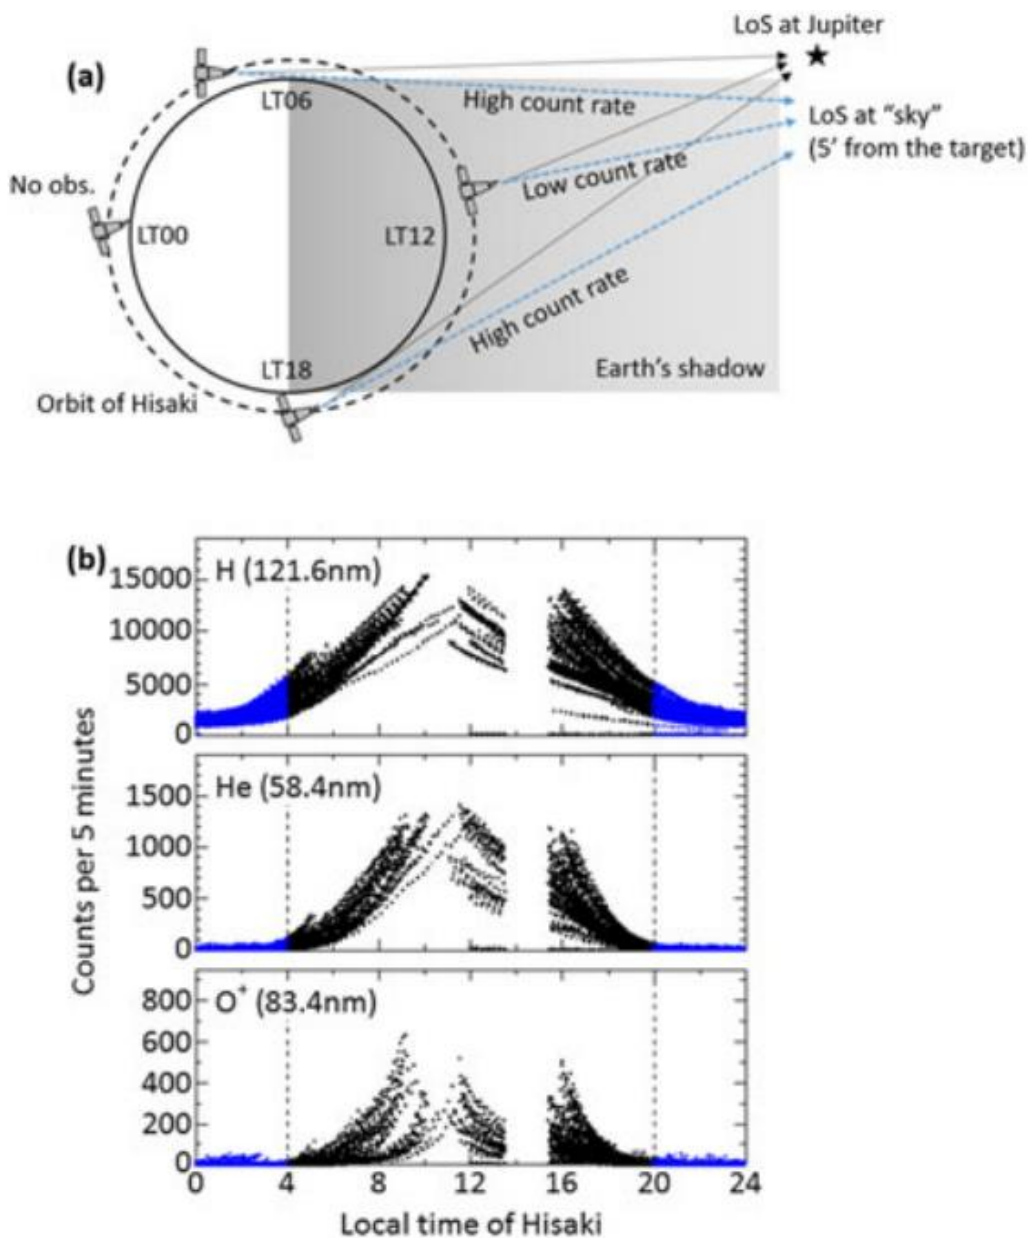 (a)
LoS at Jupiter
LT06
High count rate
LoS at "sky"
(5' from the target)
No obs.
LT00
LT12
Low count rate
High count rate
LT18
Earth's shadow
Orbit of Hisaki
(b)
Counts per 5 minutes
H (121.6nm)
15000
10000
5000
0
He (58.4nm)
1500
1000
500
0
O⁺ (83.4nm)
800
600
400
200
0
0 4 8 12 16 20 24
Local time of Hisaki